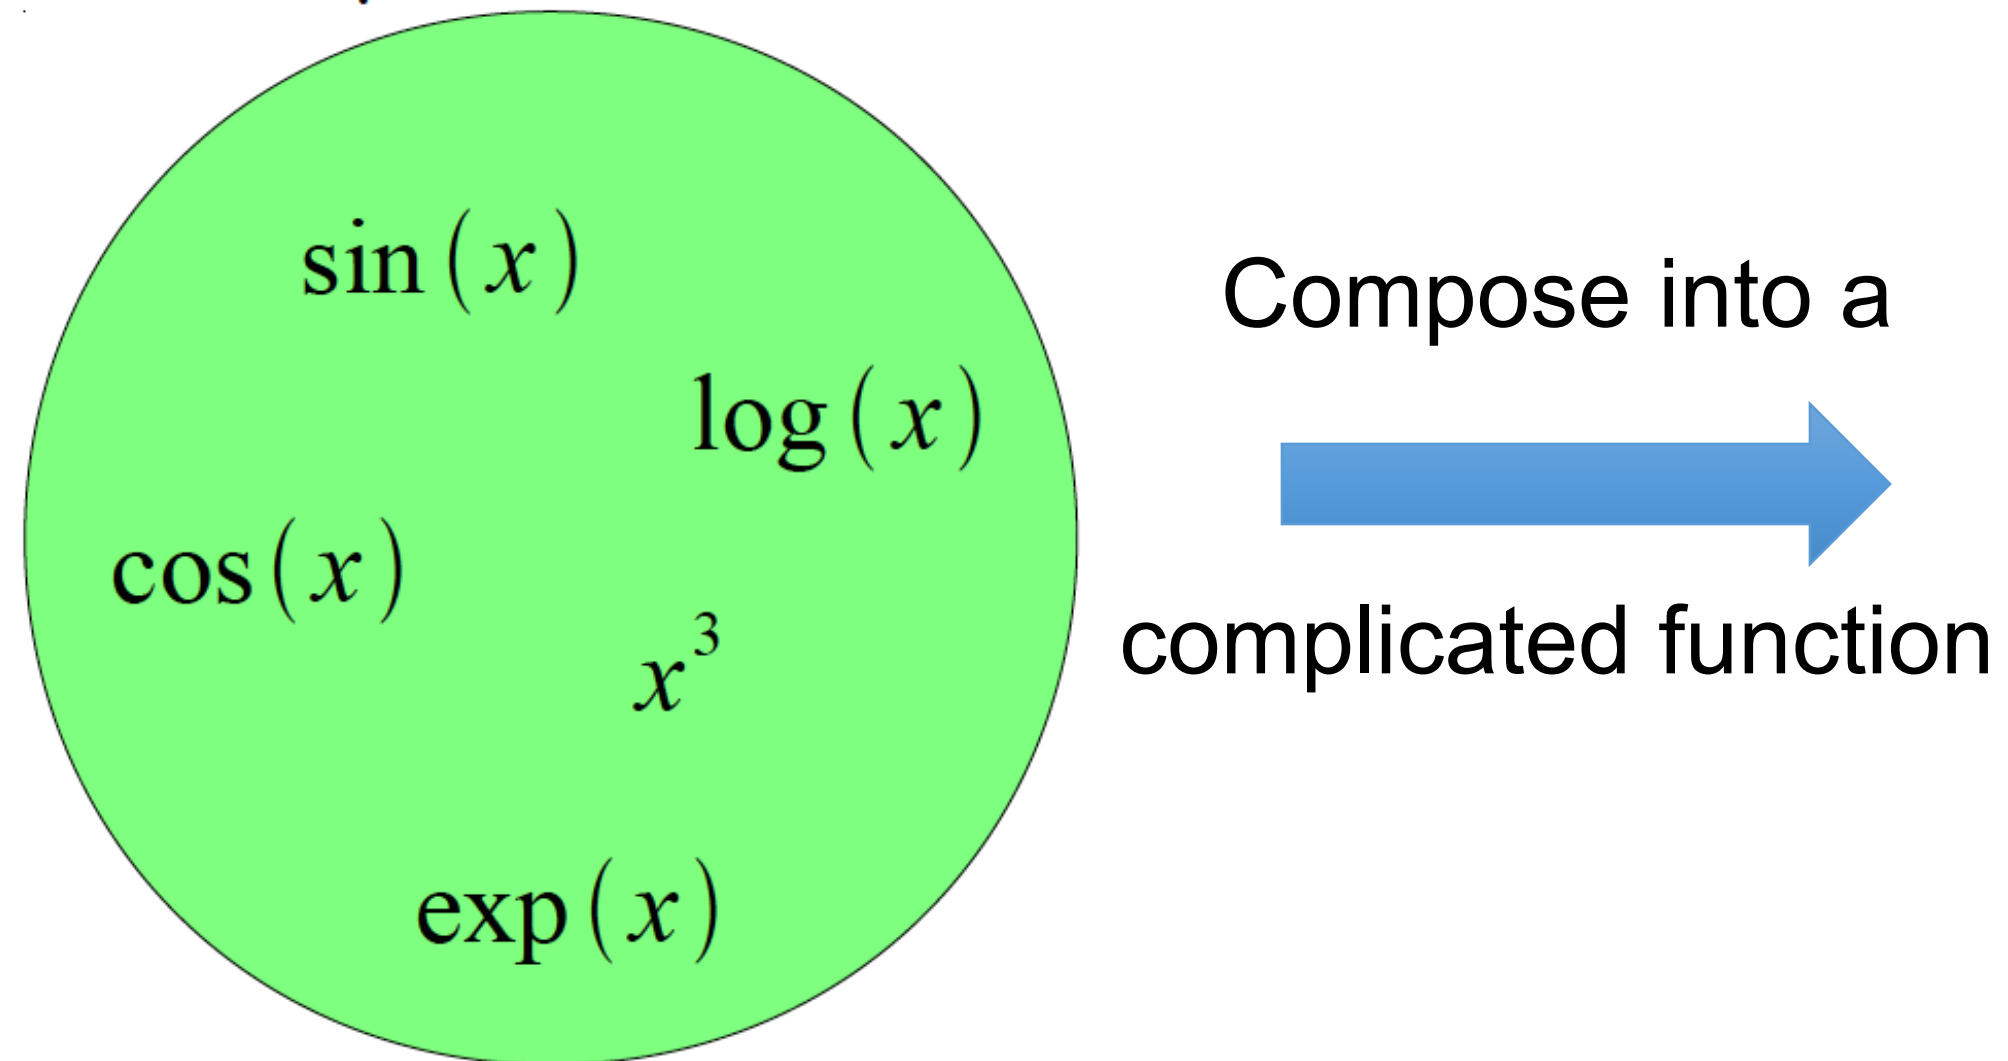 sin(x)
log(x)
cos(x)
x³
exp(x)
Compose into a
complicated function